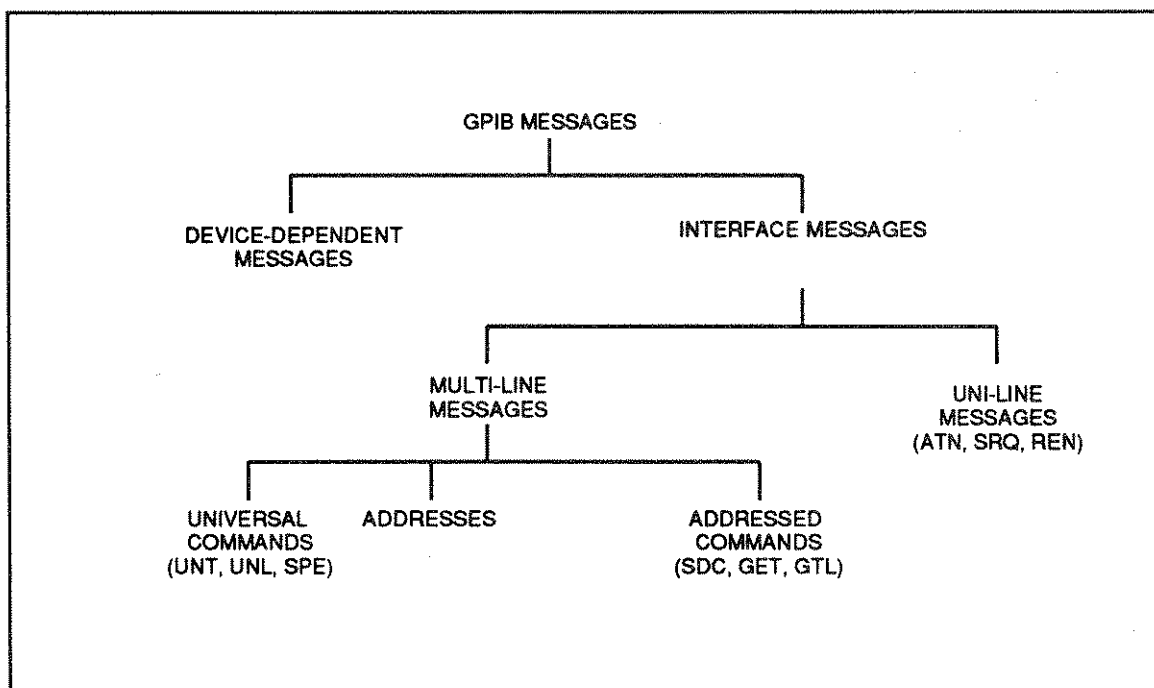 GPIB MESSAGES
DEVICE-DEPENDENT
MESSAGES
INTERFACE MESSAGES
MULTI-LINE
MESSAGES
UNI-LINE
MESSAGES
(ATN, SRQ, REN)
UNIVERSAL
COMMANDS
(UNT, UNL, SPE)
ADDRESSES
ADDRESSED
COMMANDS
(SDC, GET, GTL)